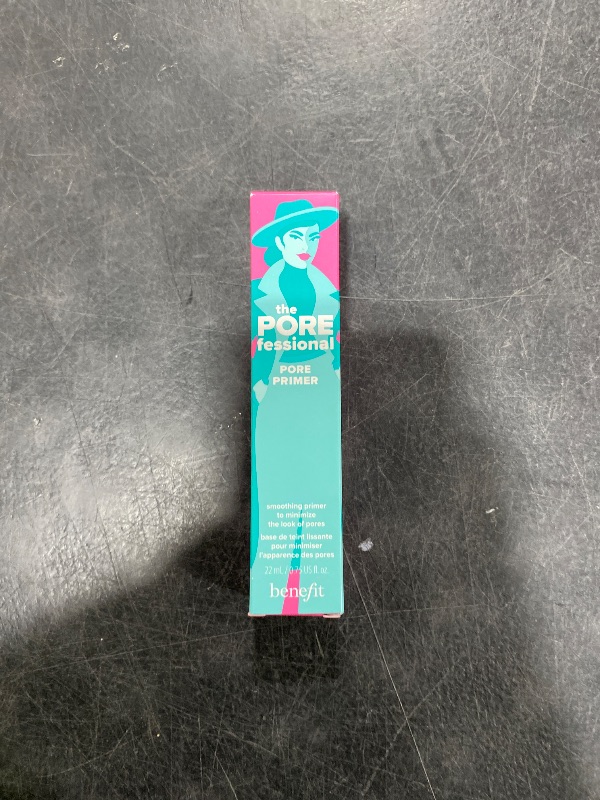 the
PORE
fessional
PORE
PRIMER
smoothing primer
to minimize
the look of pores
base de teint lissante
pour minimiser
l'apparence des pores
22 mL / 0.75 US fl. oz
benefit